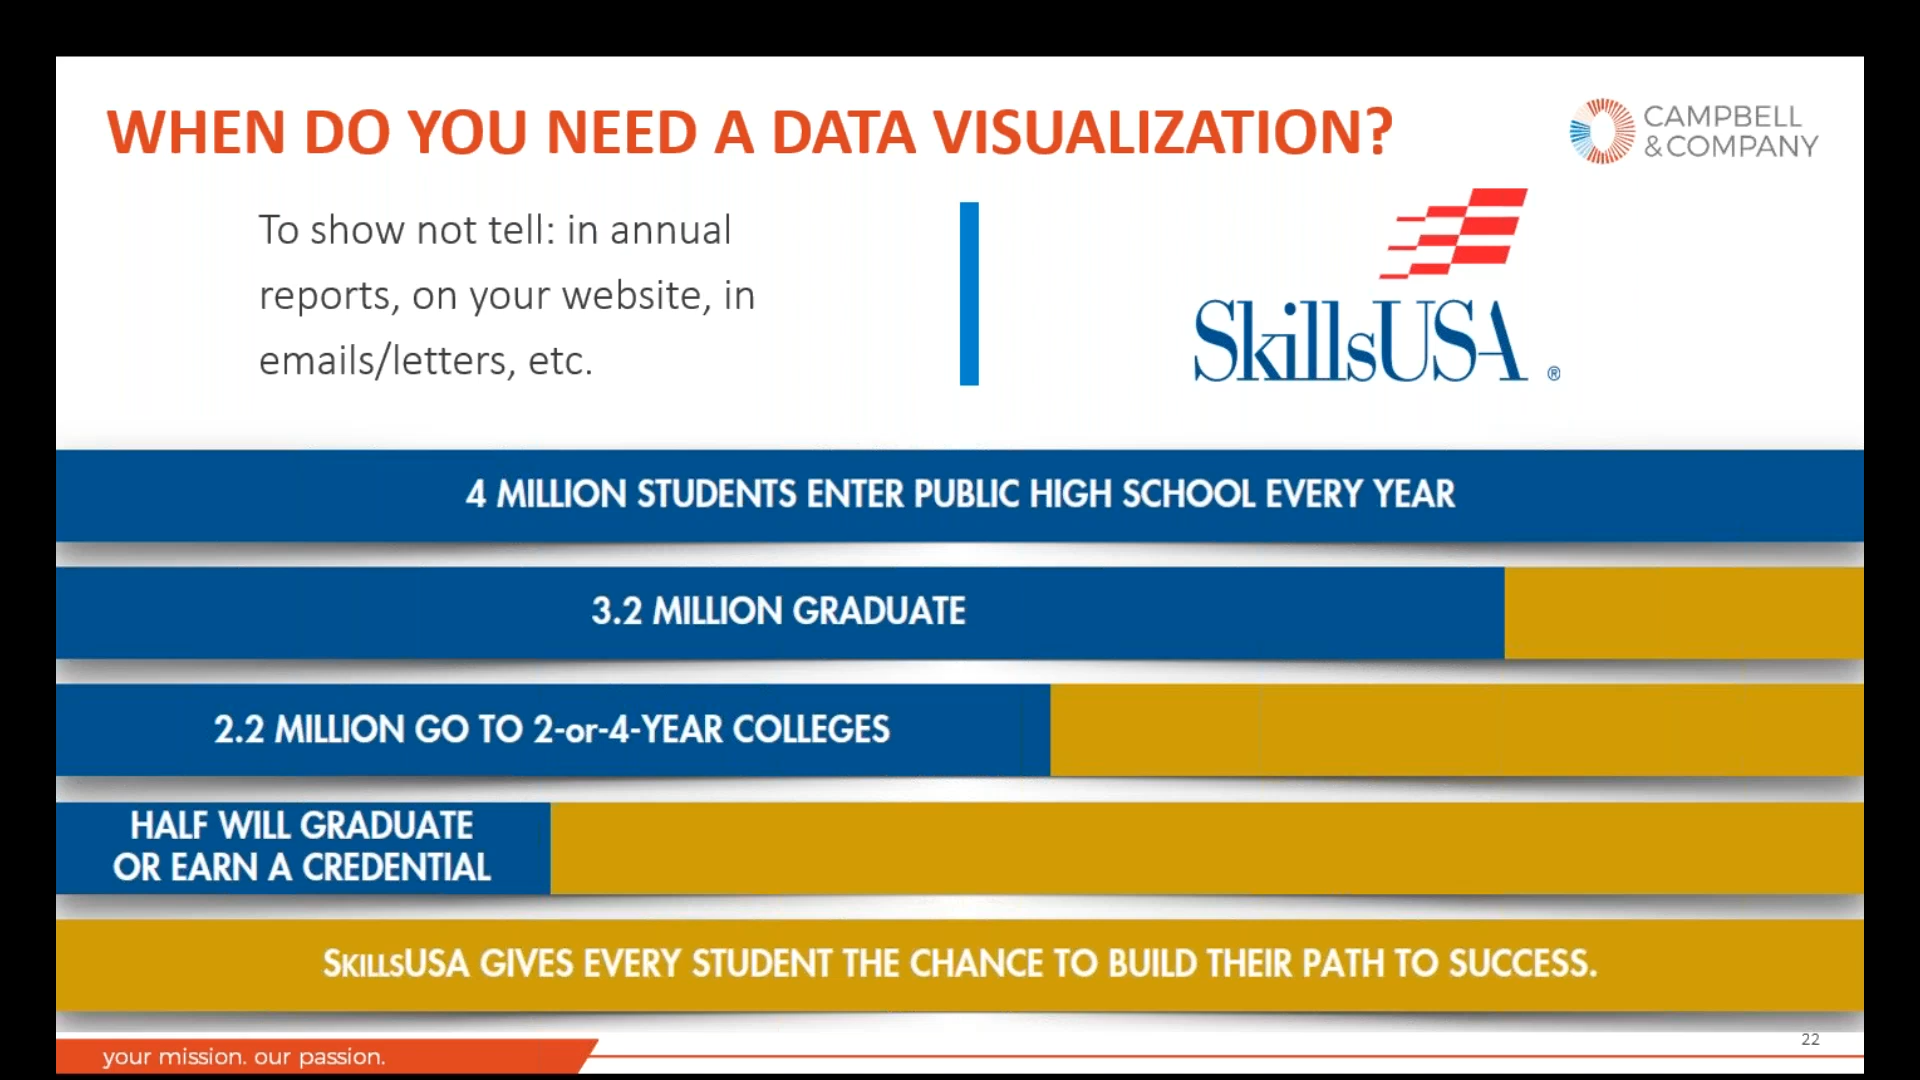 WHEN DO YOU NEED A DATA VISUALIZATION?
CAMPBELL
& COMPANY
To show not tell: in annual
reports, on your website, in
emails/letters, etc.
SkillsUSA ®
4 MILLION STUDENTS ENTER PUBLIC HIGH SCHOOL EVERY YEAR
3.2 MILLION GRADUATE
2.2 MILLION GO TO 2-or-4-YEAR COLLEGES
HALF WILL GRADUATE
OR EARN A CREDENTIAL
SKILLSUSA GIVES EVERY STUDENT THE CHANCE TO BUILD THEIR PATH TO SUCCESS.
22
your mission. our passion.